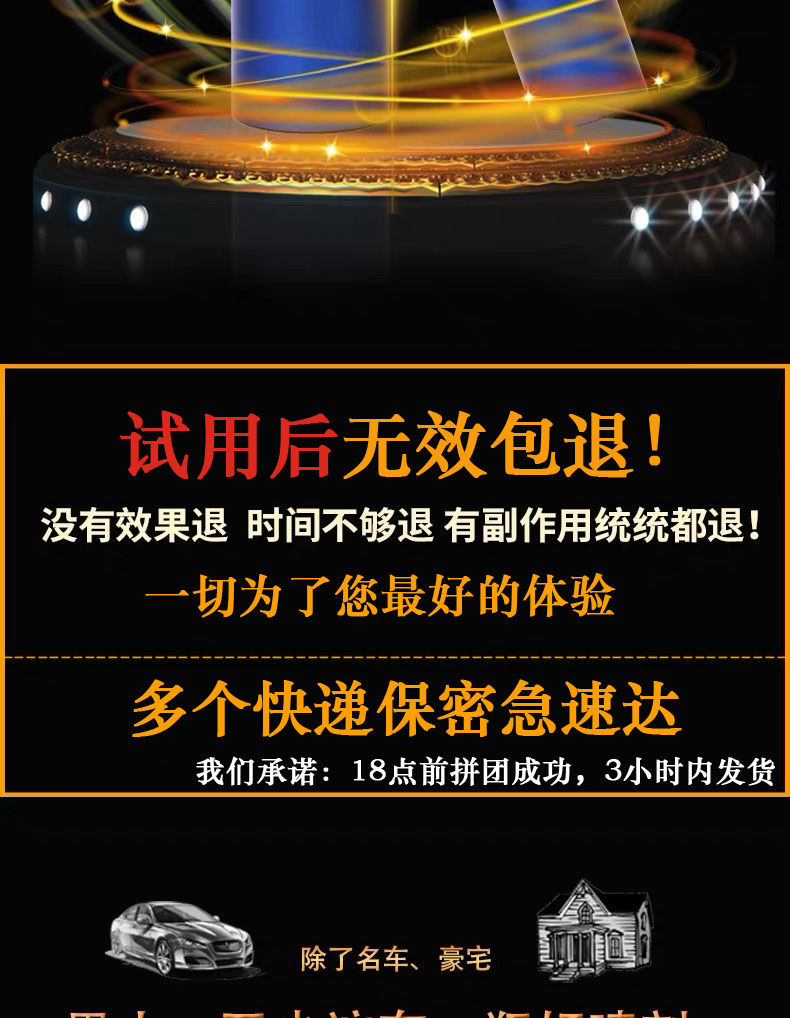 试用后无效包退！
没有效果退 时间不够退 有副作用统统都退！
一切为了您最好的体验
多个快递保密急速达
我们承诺：18点前拼团成功，3小时内发货
除了名车、豪宅